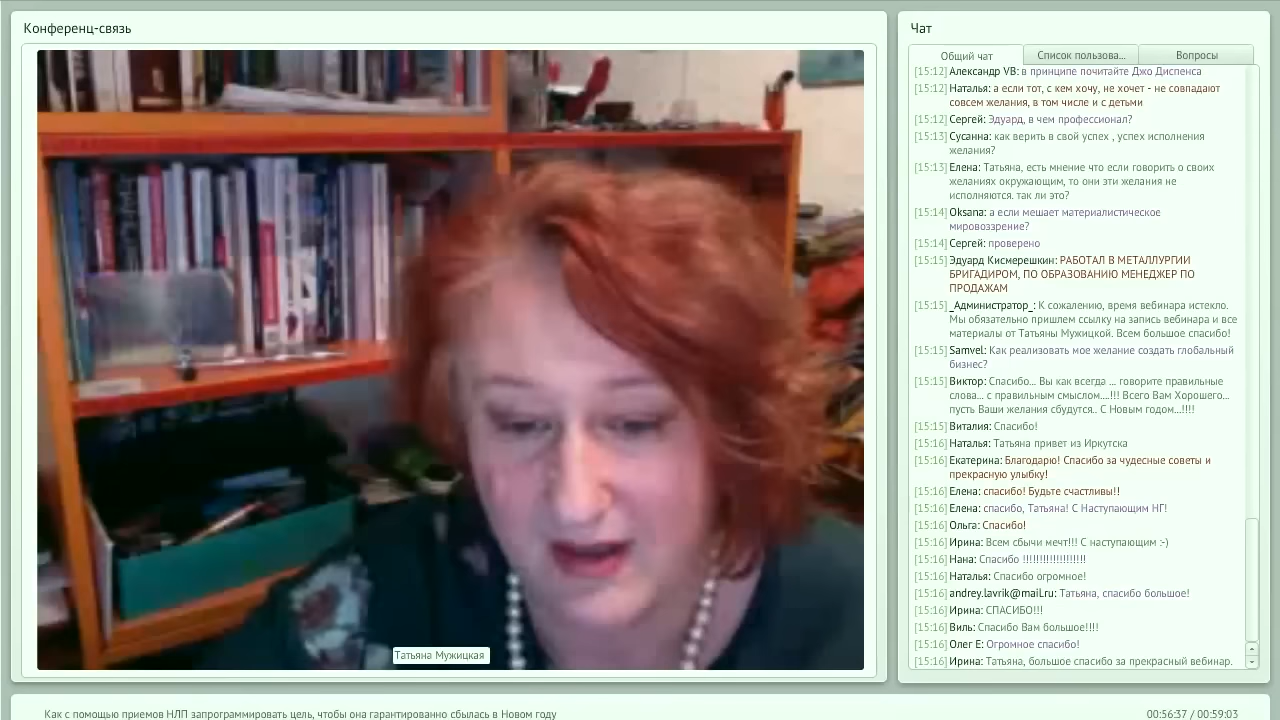 Конференц-связь
Татьяна Мужицкая
Чат
Общий чат
Список пользова...
Вопросы
[15:12] Александр VB: в принципе почитайте Джо Диспенса
[15:12] Наталья: а если тот, с кем хочу, не хочет - не совпадают
совсем желания, в том числе и с детьми
[15:12] Сергей: Эдуард, в чем профессионал?
[15:13] Сусанна: как верить в свой успех , успех исполнения
желания?
[15:13] Елена: Татьяна, есть мнение что если говорить о своих
желаниях окружающим, то они эти желания не
исполняются. так ли это?
[15:14] Oksana: а если мешает материалистическое
мировоззрение?
[15:14] Сергей: проверено
[15:15] Эдуард Кисмерешкин: РАБОТАЛ В МЕТАЛЛУРГИИ
БРИГАДИРОМ, ПО ОБРАЗОВАНИЮ МЕНЕДЖЕР ПО
ПРОДАЖАМ
[15:15] _Администратор_: К сожалению, время вебинара истекло.
Мы обязательно пришлем ссылку на запись вебинара и все
материалы от Татьяны Мужицкой. Всем большое спасибо!
[15:15] Samvel: Как реализовать мое желание создать глобальный
бизнес?
[15:15] Виктор: Спасибо... Вы как всегда ... говорите правильные
слова... с правильным смыслом....!!! Всего Вам Хорошего...
пусть Ваши желания сбудутся.. С Новым годом...!!!!
[15:15] Виталия: Спасибо!
[15:16] Наталья: Татьяна привет из Иркутска
[15:16] Екатерина: Благодарю! Спасибо за чудесные советы и
прекрасную улыбку!
[15:16] Елена: спасибо! Будьте счастливы!!
[15:16] Елена: спасибо, Татьяна! С Наступающим НГ!
[15:16] Ольга: Спасибо!
[15:16] Ирина: Всем сбычи мечт!!! С наступающим :-)
[15:16] Нана: Спасибо !!!!!!!!!!!!!!!!!!!
[15:16] Наталья: Спасибо огромное!
[15:16] andrey.lavrik@mail.ru: Татьяна, спасибо большое!
[15:16] Ирина: СПАСИБО!!!
[15:16] Виль: Спасибо Вам большое!!!!
[15:16] Олег Е: Огромное спасибо!
[15:16] Ирина: Татьяна, большое спасибо за прекрасный вебинар.
Как с помощью приемов НЛП запрограммировать цель, чтобы она гарантированно сбылась в Новом году
00:56:37 / 00:59:03